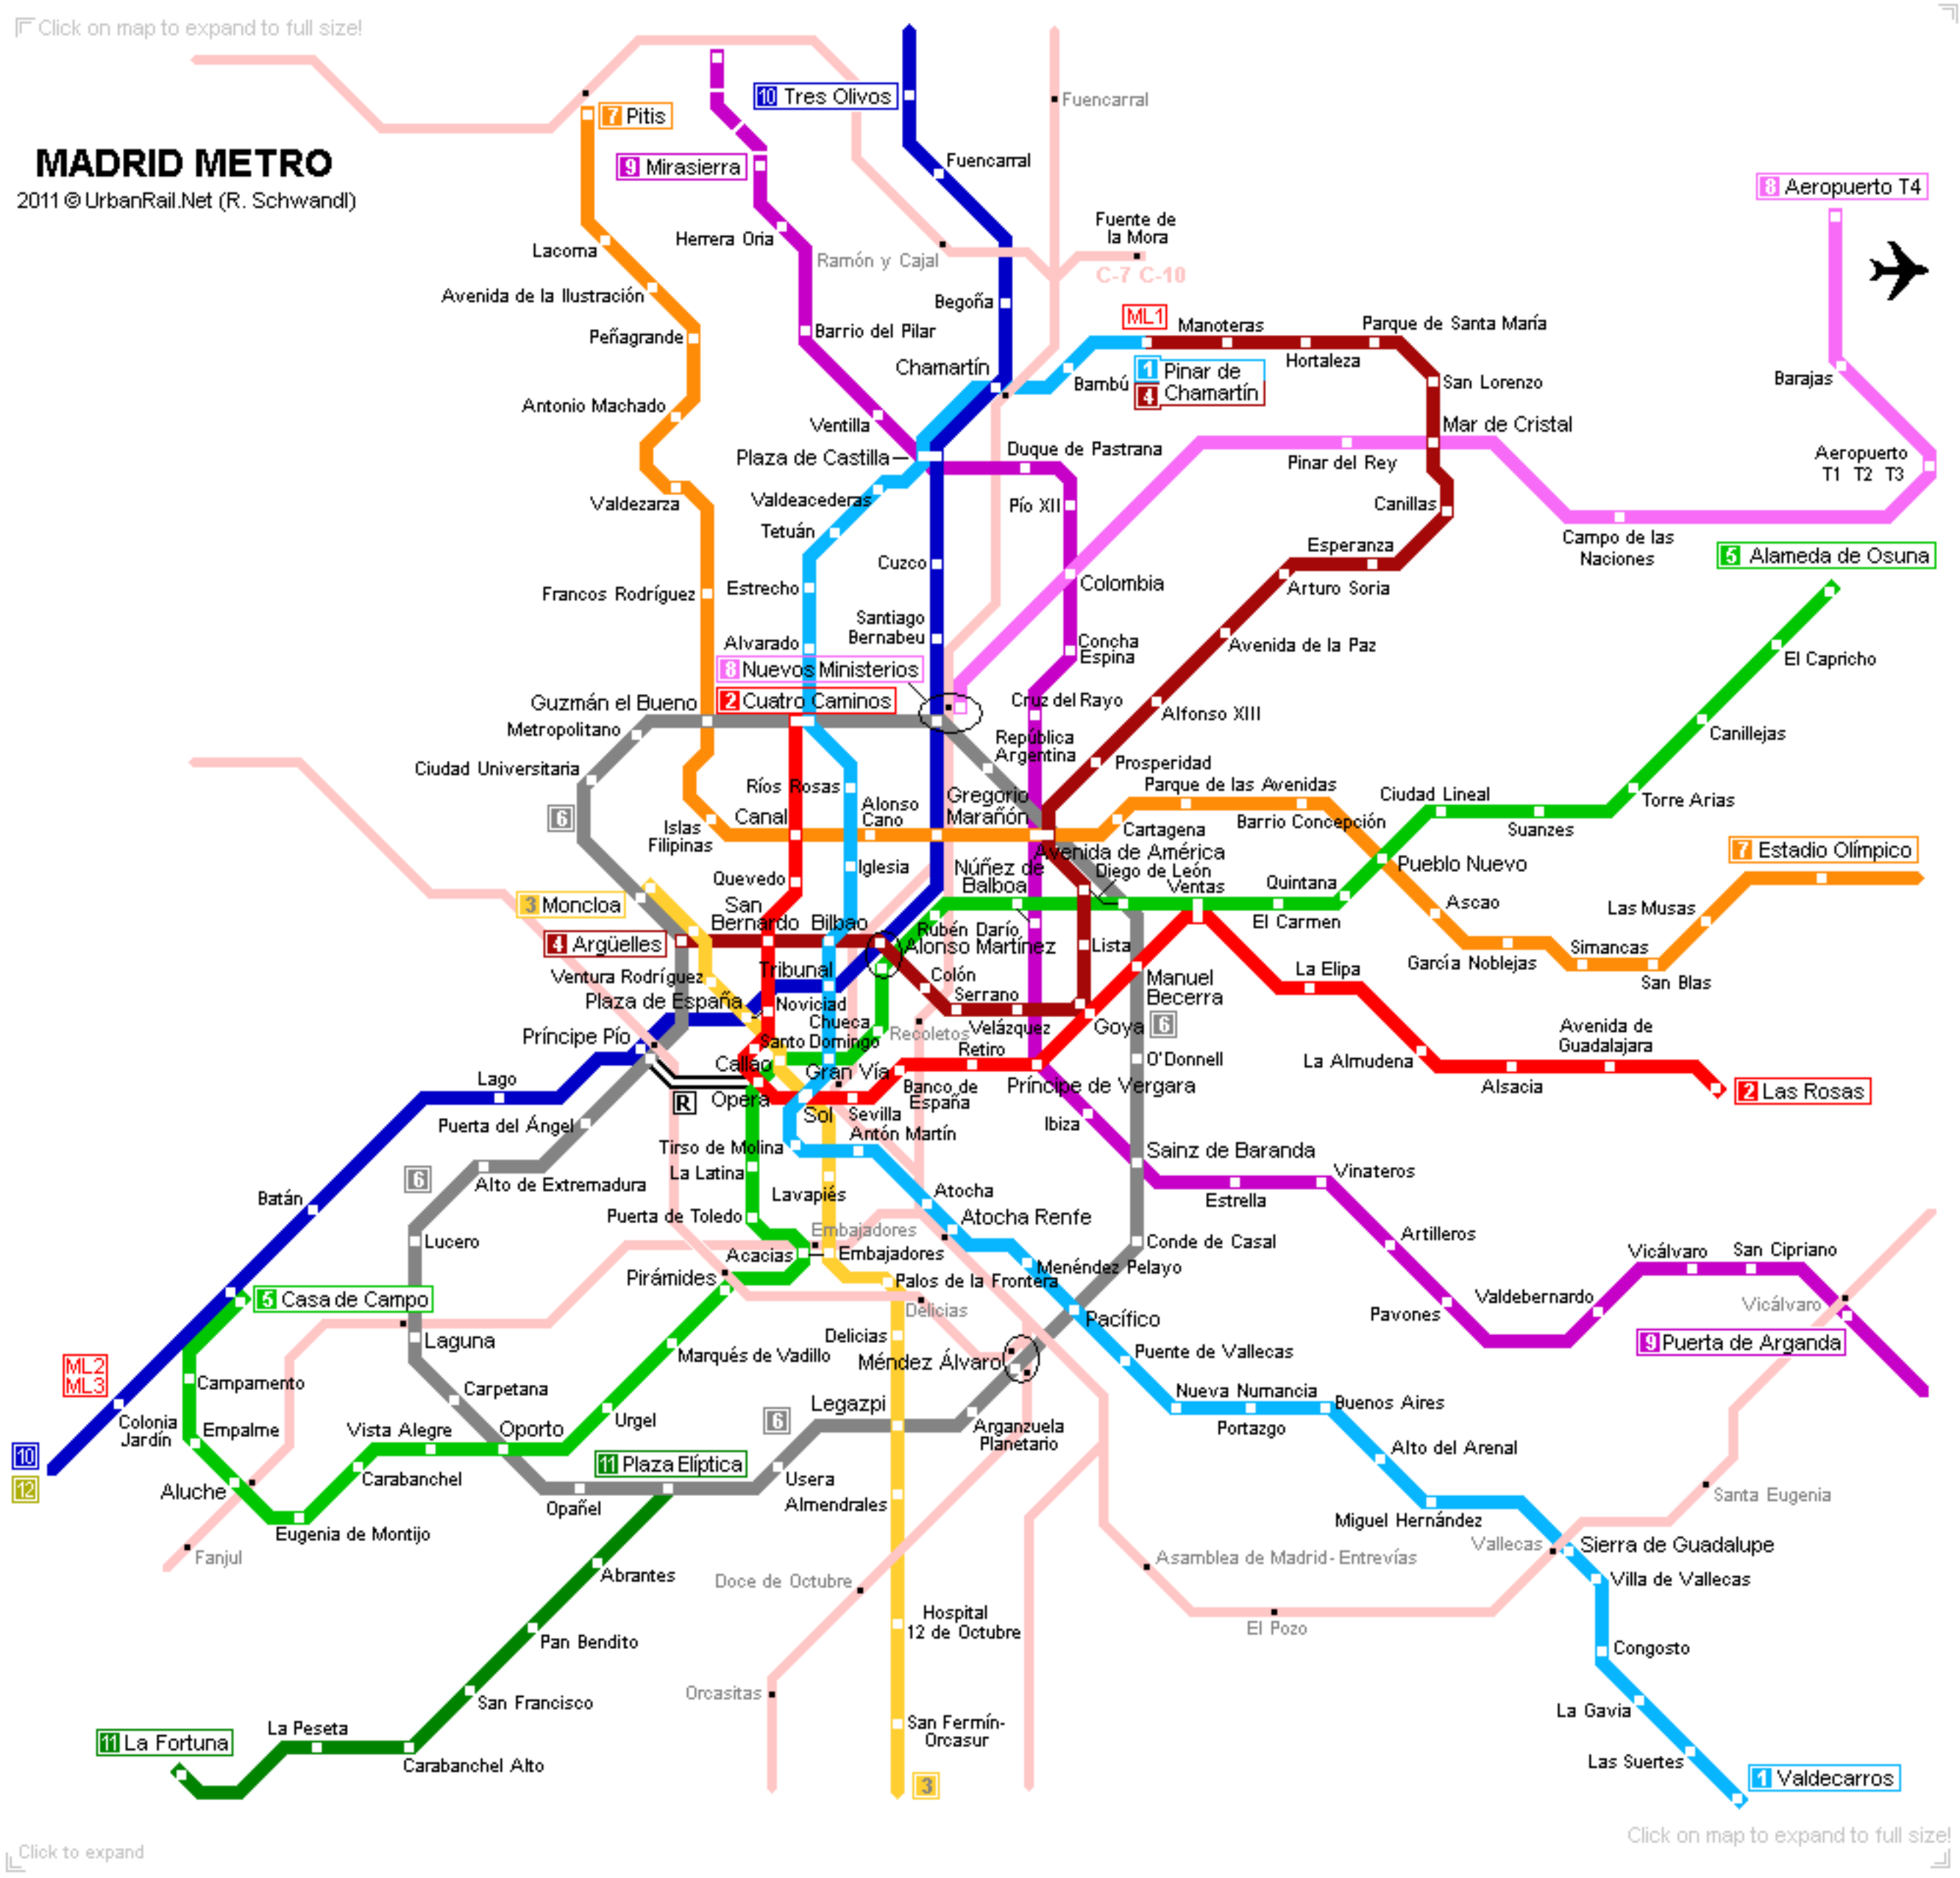 Click on map to expand to full size!
MADRID METRO
2011 © UrbanRail.Net (R. Schwandl)
7 Pitis
10 Tres Olivos
Fuencarral
9 Mirasierra
Fuencarral
8 Aeropuerto T4
Fuente de
la Mora
C-7 C-10
Herrera Oria
Lacoma
Ramón y Cajal
Avenida de la Ilustración
Begoña
ML1
Manoteras
Parque de Santa María
Peñagrande
Barrio del Pilar
Hortaleza
Chamartín
Bambú
1 Pinar de
4 Chamartín
San Lorenzo
Barajas
Antonio Machado
Ventilla
Mar de Cristal
Plaza de Castilla
Duque de Pastrana
Pinar del Rey
Aeropuerto
T1 T2 T3
Valdezarza
Valdeacederas
Pío XII
Canillas
Tetuán
Esperanza
Campo de las
Naciones
5 Alameda de Osuna
Cuzco
Colombia
Arturo Soria
Francos Rodríguez
Estrecho
Santiago
Bernabeu
Alvarado
Concha
Espina
Avenida de la Paz
El Capricho
8 Nuevos Ministerios
Guzmán el Bueno
2 Cuatro Caminos
Cruz del Rayo
Alfonso XIII
Metropolitano
República
Argentina
Canillejas
Ciudad Universitaria
Prosperidad
Ríos Rosas
Parque de las Avenidas
6
Alonso
Cano
Gregorio
Marañón
Ciudad Lineal
Torre Arias
Islas
Filipinas
Canal
Cartagena
Barrio Concepción
Suanzes
Avenida de América
7 Estadio Olímpico
Iglesia
Núñez de
Balboa
Diego de León
Pueblo Nuevo
Quevedo
Ventas
Quintana
3 Moncloa
San
Bernardo
Bilbao
Rubén Darío
El Carmen
Ascao
Las Musas
4 Argüelles
Alonso Martínez
Lista
García Noblejas
Simancas
Ventura Rodríguez
Tribunal
Colón
Manuel
Becerra
La Elipa
San Blas
Plaza de España
Noviciad
Serrano
Chueca
Recoletos
Velázquez
Goya
6
Príncipe Pío
Santo Domingo
Retiro
O'Donnell
Avenida de
Guadalajara
Callao
Gran Vía
La Almudena
Lago
Banco de
España
Príncipe de Vergara
Alsacia
2 Las Rosas
R
Opera
Sol
Sevilla
Puerta del Ángel
Antón Martín
Ibiza
Tirso de Molina
Sainz de Baranda
6
La Latina
Alto de Extremadura
Vinateros
Batán
Lavapiés
Atocha
Estrella
Puerta de Toledo
Atocha Renfe
Embajadores
Lucero
Acacias
Embajadores
Conde de Casal
Artilleros
Vicálvaro
San Cipriano
Pirámides
Palos de la Frontera
Menéndez Pelayo
5 Casa de Campo
Delicias
Pacífico
Pavones
Valdebernardo
Vicálvaro
Laguna
Delicias
9 Puerta de Arganda
Marqués de Vadillo
Méndez Álvaro
Puente de Vallecas
ML2
ML3
Campamento
Carpetana
Nueva Numancia
Colonia
Jardín
Legazpi
Buenos Aires
Empalme
Vista Alegre
Oporto
Urgel
6
Arganzuela
Planetario
Portazgo
10
Alto del Arenal
11 Plaza Elíptica
12
Aluche
Carabanchel
Usera
Opañel
Almendrales
Santa Eugenia
Eugenia de Montijo
Miguel Hernández
Fanjul
Vallecas
Sierra de Guadalupe
Abrantes
Doce de Octubre
Asamblea de Madrid-Entrevías
Villa de Vallecas
Hospital
12 de Octubre
El Pozo
Pan Bendito
Congosto
Orcasitas
San Francisco
La Gavia
La Peseta
San Fermín-
Orcasur
11 La Fortuna
Carabanchel Alto
Las Suertes
3
1 Valdecarros
Click on map to expand to full size!
Click to expand